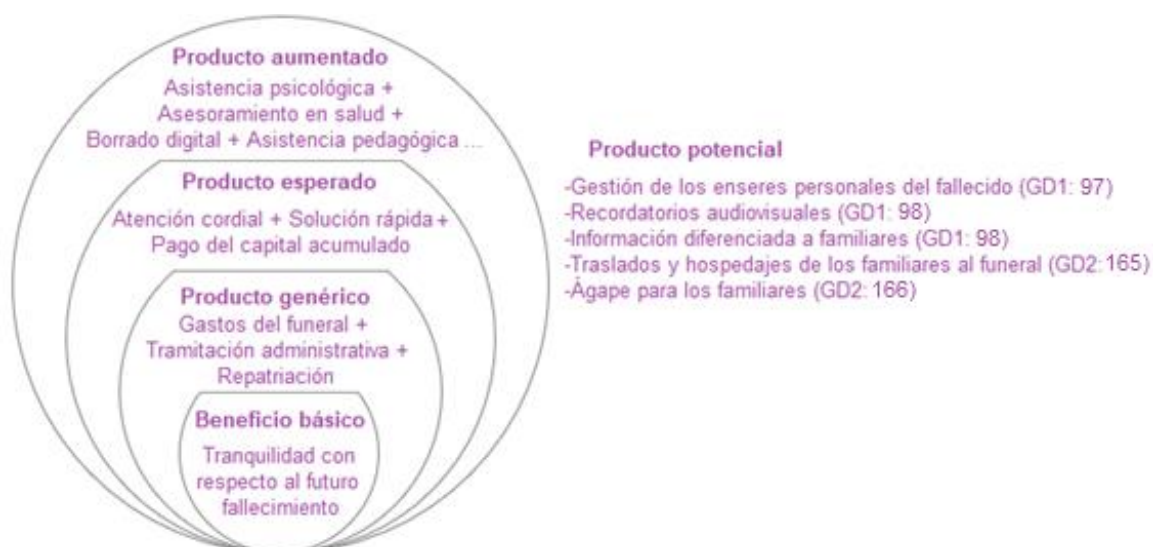 Producto aumentado
Asistencia psicológica +
Asesoramiento en salud +
Borrado digital + Asistencia pedagógica ...
Producto esperado
Atención cordial + Solución rápida +
Pago del capital acumulado
Producto genérico
Gastos del funeral +
Tramitación administrativa +
Repatriación
Beneficio básico
Tranquilidad con
respecto al futuro
fallecimiento
Producto potencial
-Gestión de los enseres personales del fallecido (GD1: 97)
-Recordatorios audiovisuales (GD1: 98)
-Información diferenciada a familiares (GD1: 98)
-Traslados y hospedajes de los familiares al funeral (GD2: 165)
-Ágape para los familiares (GD2: 166)